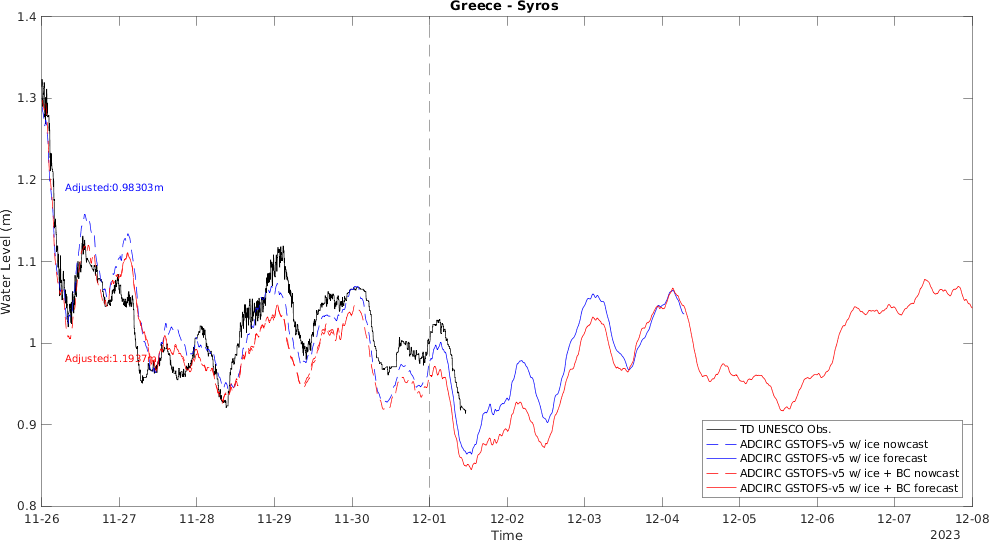 Greece - Syros
1.4
1.3
1.2
1.1
1
0.9
0.8
Water Level (m)
Adjusted:0.98303m
Adjusted:1.1937m
TD UNESCO Obs.
ADCIRC GSTOFS-v5 w/ ice nowcast
ADCIRC GSTOFS-v5 w/ ice forecast
ADCIRC GSTOFS-v5 w/ ice + BC nowcast
ADCIRC GSTOFS-v5 w/ ice + BC forecast
11-26 11-27 11-28 11-29 11-30 12-01 12-02 12-03 12-04 12-05 12-06 12-07 12-08
Time
2023